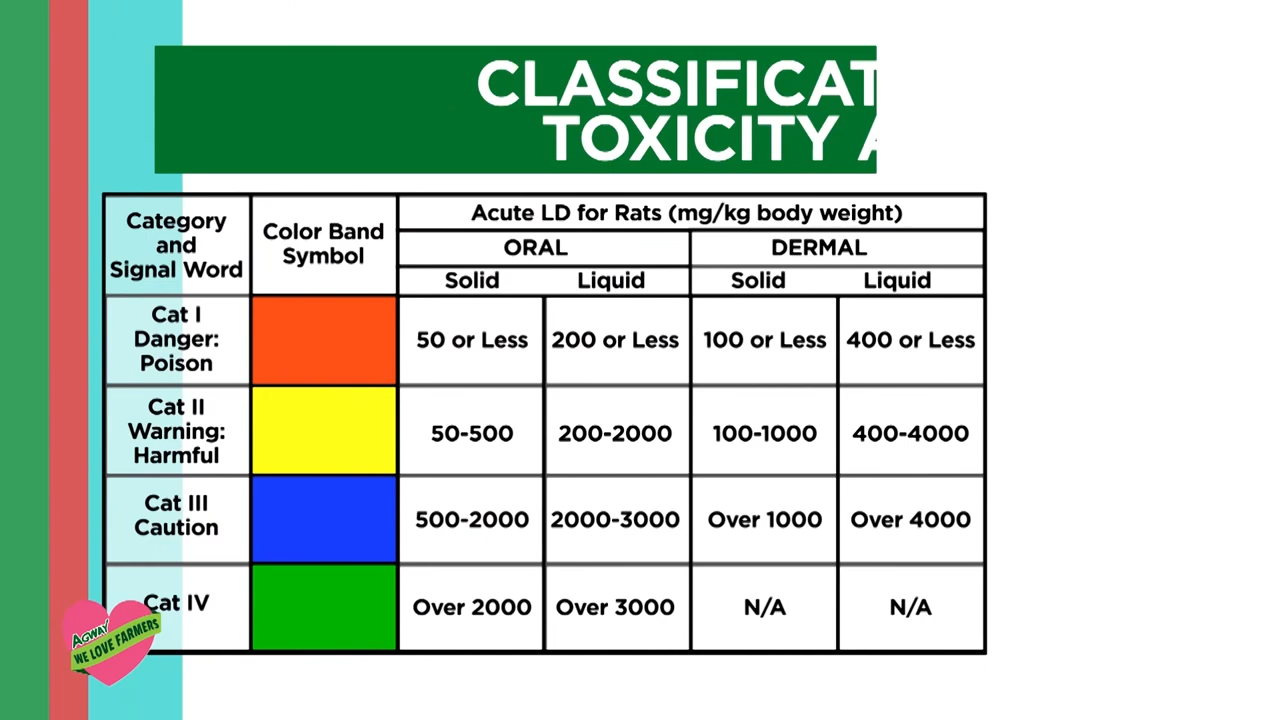 CLASSIFICAT
TOXICITY A
Category
and
Signal Word
Color Band
Symbol
Acute LD for Rats (mg/kg body weight)
ORAL DERMAL
Solid Liquid Solid Liquid
Cat I
Danger:
Poison
50 or Less 200 or Less 100 or Less 400 or Less
Cat II
Warning:
Harmful
50-500 200-2000 100-1000 400-4000
Cat III
Caution
500-2000 2000-3000 Over 1000 Over 4000
Cat IV
Over 2000 Over 3000 N/A N/A
AGWAY
WE LOVE FARMERS